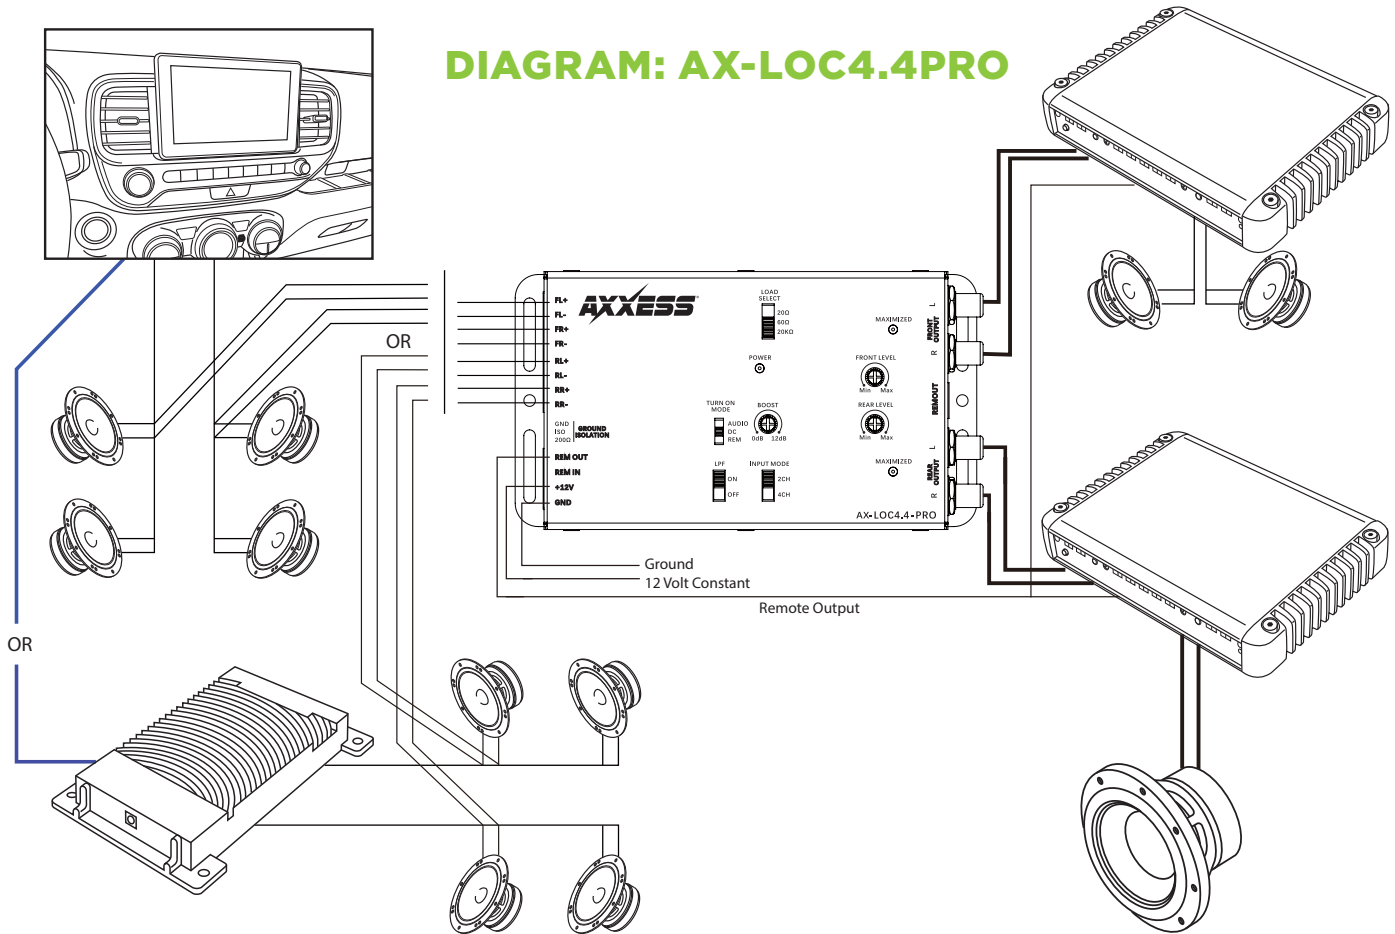 DIAGRAM: AX-LOC4.4PRO
AXXESS
FL+
FL-
FR+
FR-
RL+
RL-
RR+
RR-
GND
ISO
200Ω
GROUND
ISOLATION
REM OUT
REM IN
+12V
GND
LOAD
SELECT
20Ω
60Ω
20KΩ
POWER
TURN ON
MODE
AUDIO
DC
REM
BOOST
0dB 12dB
LPF
ON
OFF
INPUT MODE
2CH
4CH
MAXIMIZED
FRONT LEVEL
Min Max
REAR LEVEL
Min Max
MAXIMIZED
AX-LOC4.4-PRO
L
FRONT
OUTPUT
R
REMOUT
L
REAR
OUTPUT
R
OR
Ground
12 Volt Constant
Remote Output
OR